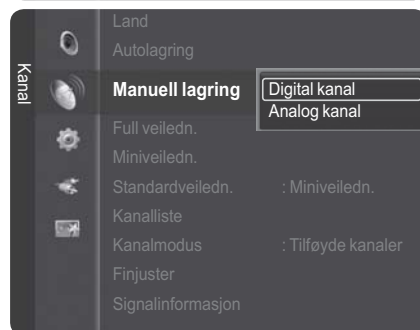 Kanal
Land
Autolagring
Manuell lagring
Digital kanal
Analog kanal
Full veiledn.
Miniveiledn.
Standardveiledn. : Miniveiledn.
Kanalliste
Kanalmodus : Tilføyde kanaler
Finjuster
Signalinformasjon